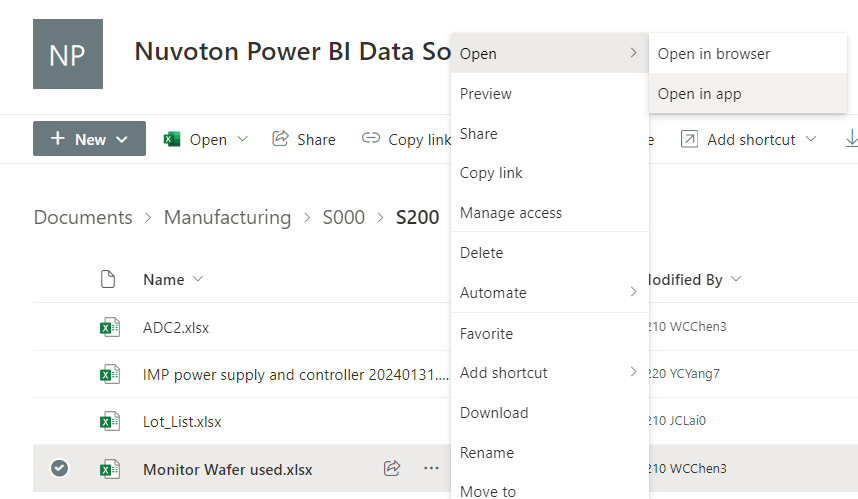 NP
Nuvoton Power BI Data So
New
Open
Share
Copy link
Add shortcut
Documents > Manufacturing > S000 > S200
Name
Modified By
ADC2.xlsx
210 WCChen3
IMP power supply and controller 20240131....
220 YCYang7
Lot_List.xlsx
210 JCLai0
Monitor Wafer used.xlsx
210 WCChen3
Open
Preview
Share
Copy link
Manage access
Delete
Automate
Favorite
Add shortcut
Download
Rename
Move to
Open in browser
Open in app